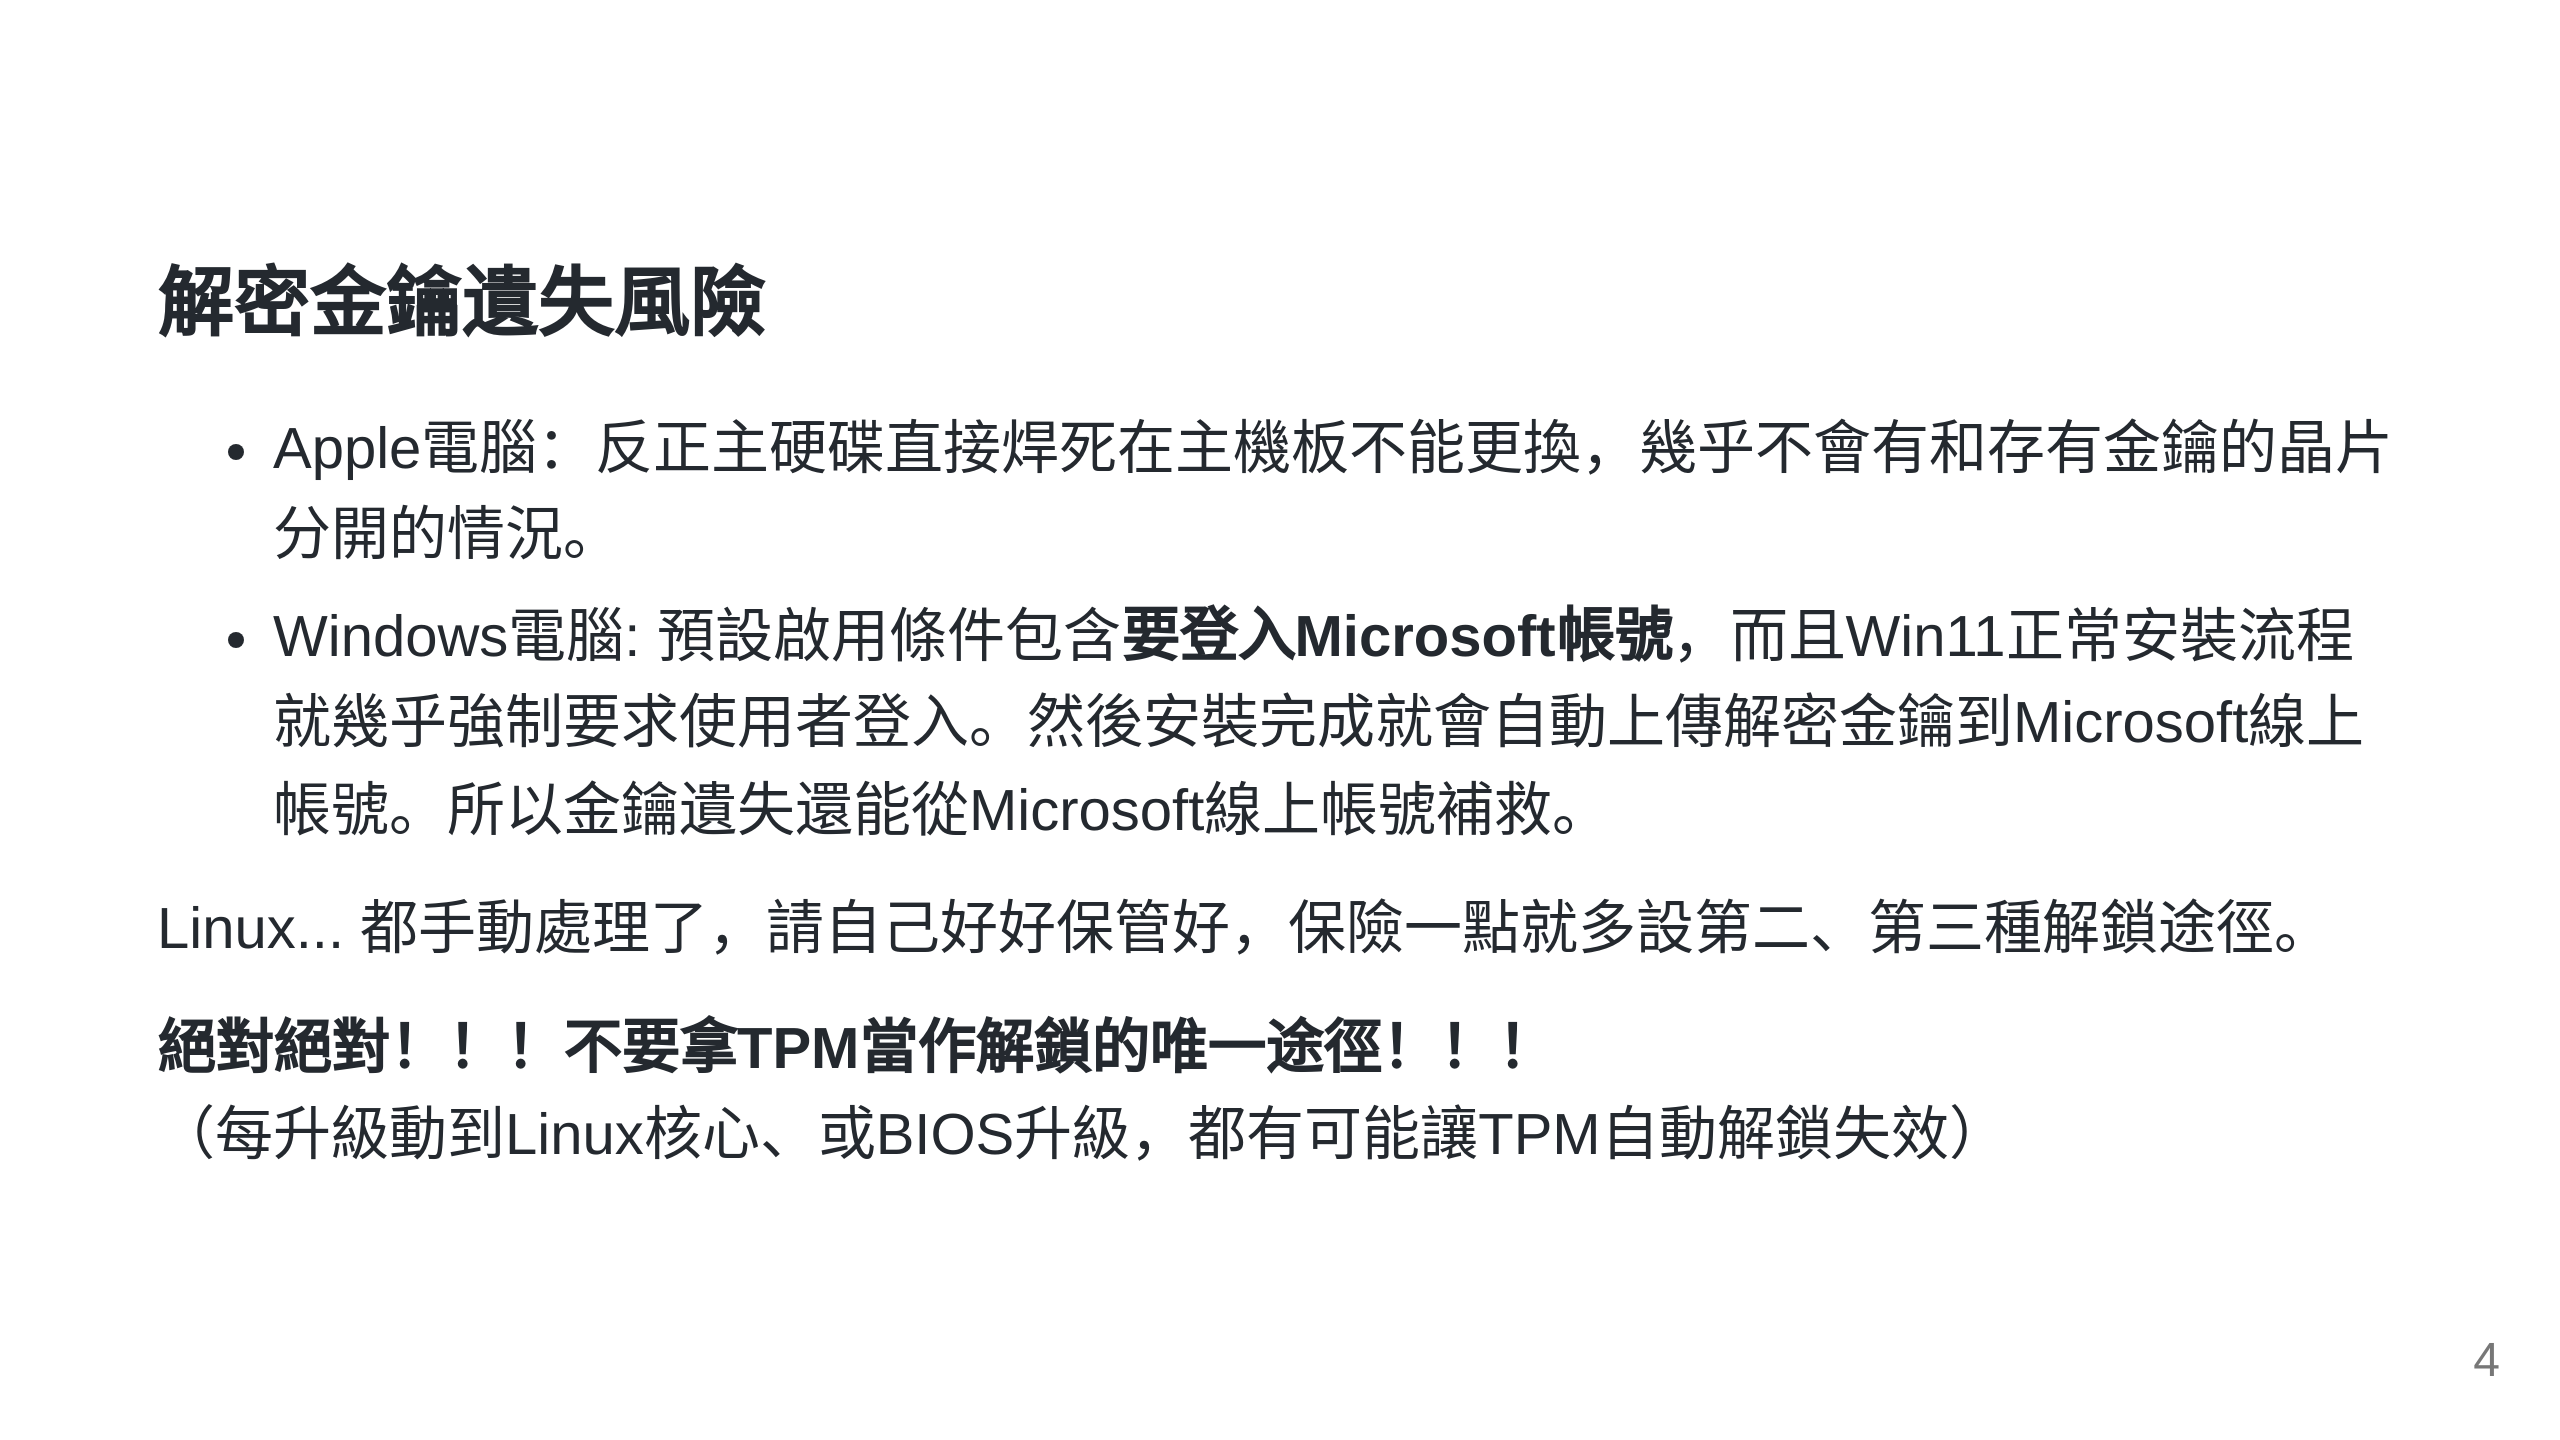 解密金鑰遺失風險
• Apple電腦：反正主硬碟直接焊死在主機板不能更換，幾乎不會有和存有金鑰的晶片
分開的情況。
• Windows電腦: 預設啟用條件包含要登入Microsoft帳號，而且Win11正常安裝流程
就幾乎強制要求使用者登入。然後安裝完成就會自動上傳解密金鑰到Microsoft線上
帳號。所以金鑰遺失還能從Microsoft線上帳號補救。
Linux... 都手動處理了，請自己好好保管好，保險一點就多設第二、第三種解鎖途徑。
絕對絕對！！！不要拿TPM當作解鎖的唯一途徑！！！
（每升級動到Linux核心、或BIOS升級，都有可能讓TPM自動解鎖失效）
4